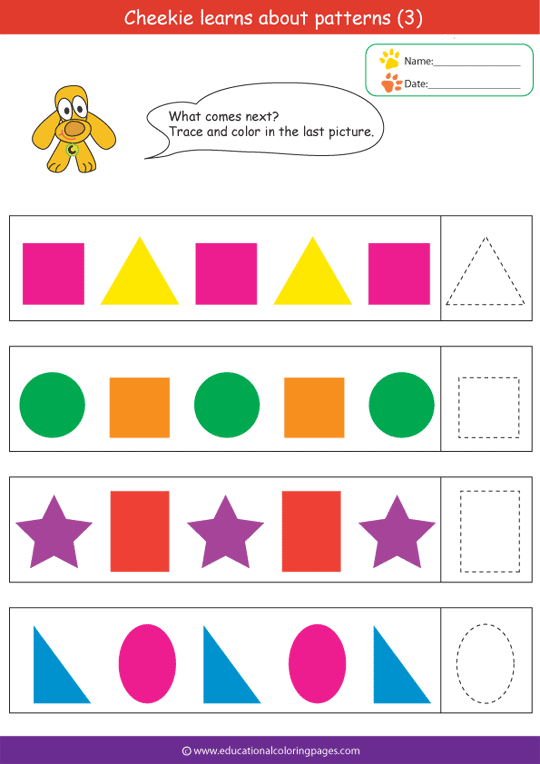 Cheekie learns about patterns (3)
Name:
Date:
What comes next?
Trace and color in the last picture.
© www.educationalcoloringpages.com